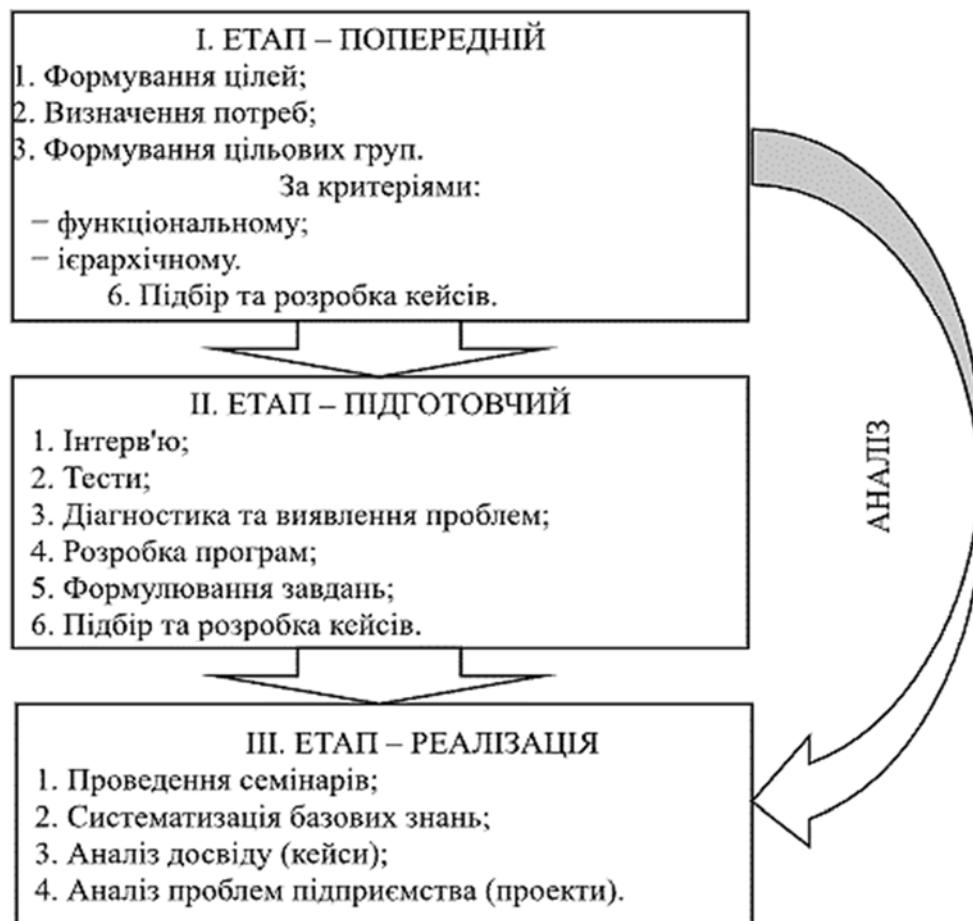 І. ЕТАП – ПОПЕРЕДНІЙ
1. Формування цілей;
2. Визначення потреб;
3. Формування цільових груп.
За критеріями:
− функціональному;
− ієрархічному.
6. Підбір та розробка кейсів.
ІІ. ЕТАП – ПІДГОТОВЧИЙ
1. Інтерв'ю;
2. Тести;
3. Діагностика та виявлення проблем;
4. Розробка програм;
5. Формулювання завдань;
6. Підбір та розробка кейсів.
АНАЛІЗ
ІІІ. ЕТАП – РЕАЛІЗАЦІЯ
1. Проведення семінарів;
2. Систематизація базових знань;
3. Аналіз досвіду (кейси);
4. Аналіз проблем підприємства (проекти).